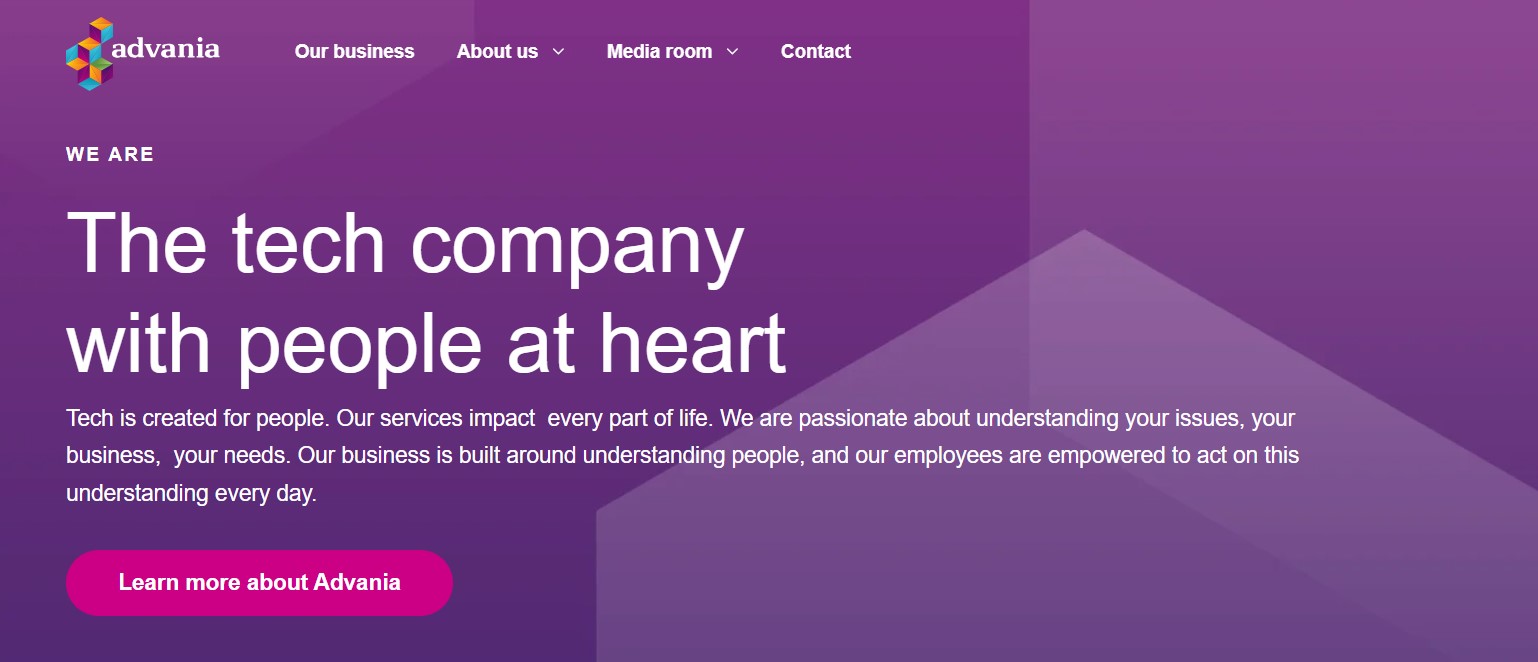 advania
Our business
About us
Media room
Contact
WE ARE
The tech company
with people at heart
Tech is created for people. Our services impact  every part of life. We are passionate about understanding your issues, your
business,  your needs. Our business is built around understanding people, and our employees are empowered to act on this
understanding every day.
Learn more about Advania